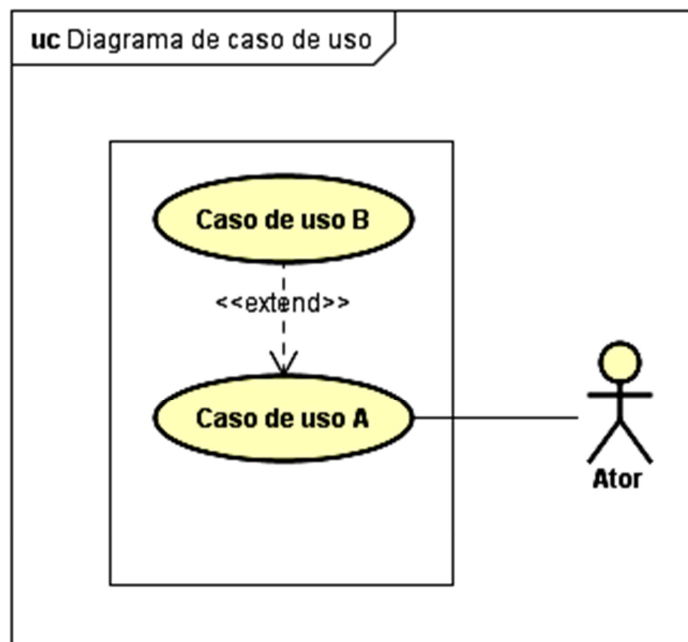 uc Diagrama de caso de uso
Caso de uso B
<<extend>>
Caso de uso A
Ator